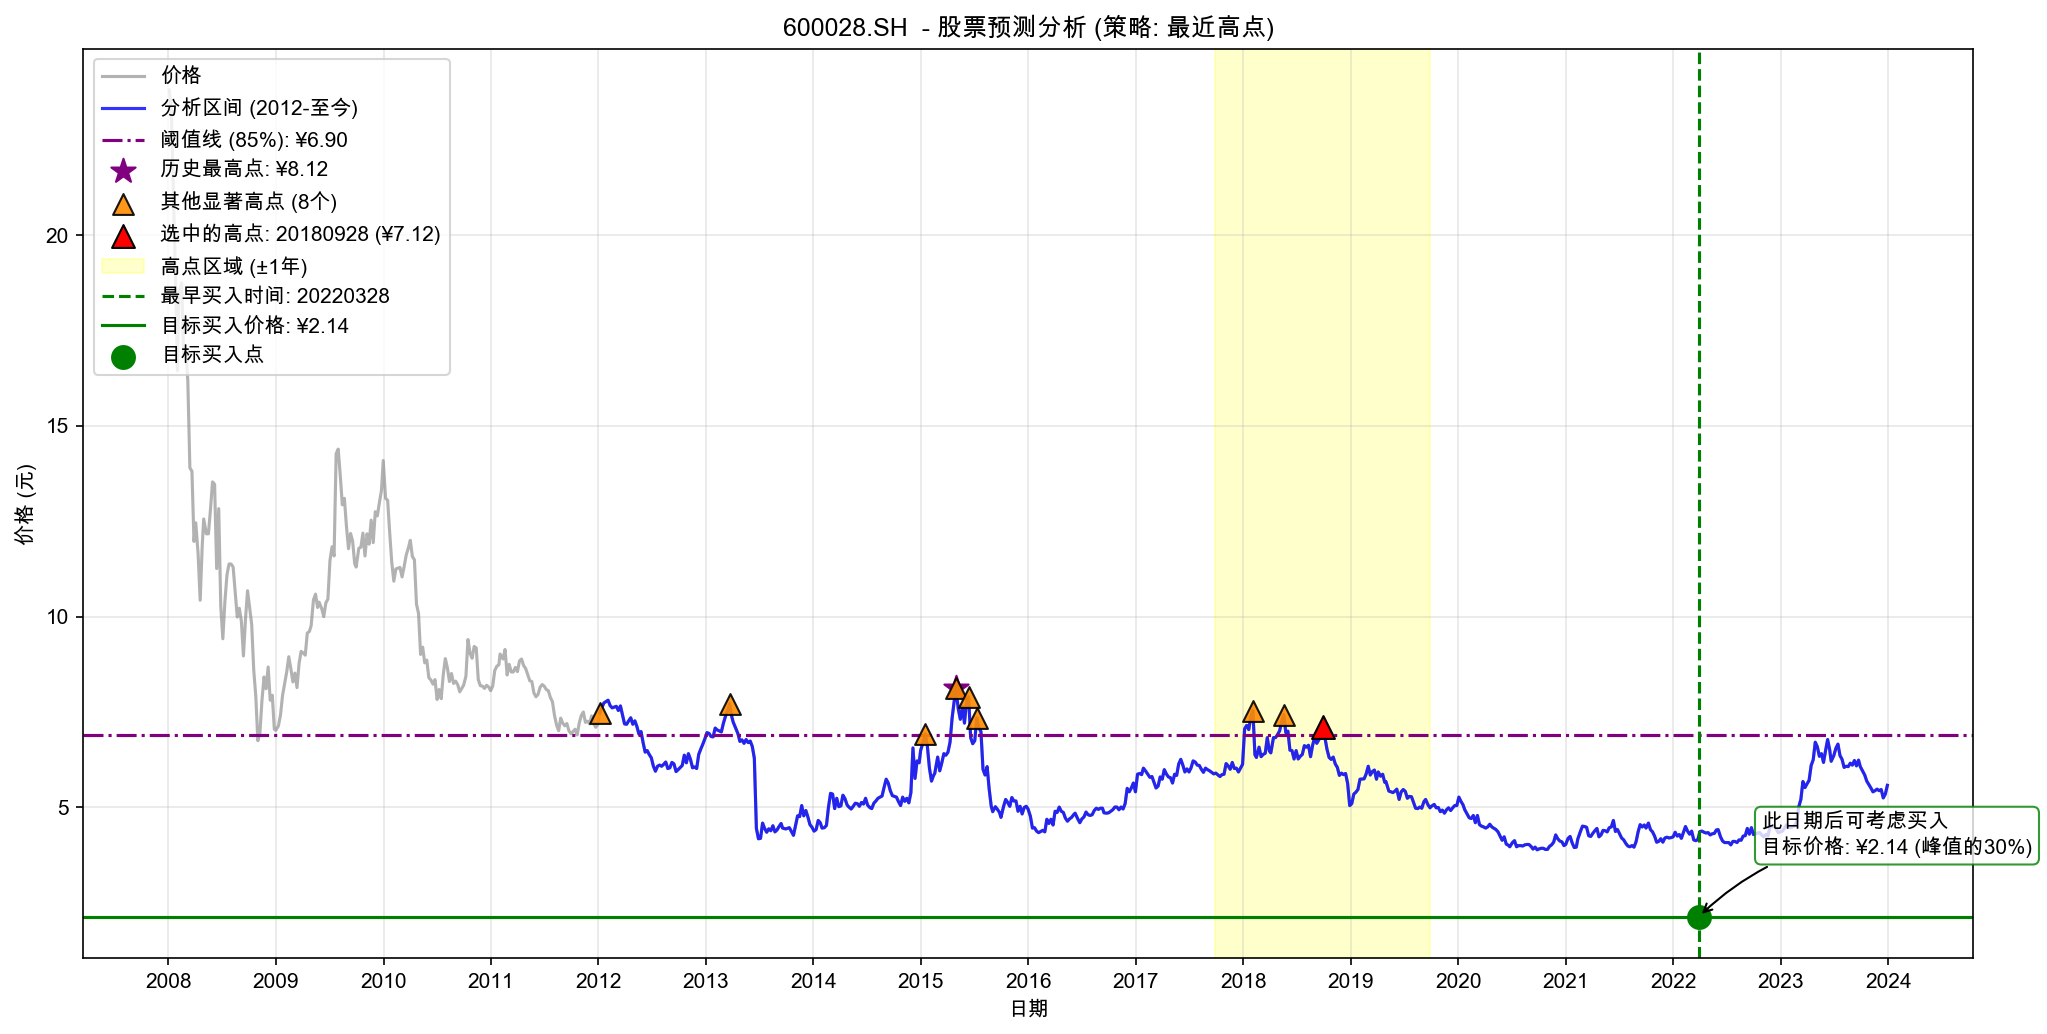 600028.SH - 股票预测分析 (策略: 最近高点)
价格
分析区间 (2012-至今)
阈值线 (85%): ¥6.90
历史最高点: ¥8.12
其他显著高点 (8个)
选中的高点: 20180928 (¥7.12)
高点区域 (±1年)
最早买入时间: 20220328
目标买入价格: ¥2.14
目标买入点
价格 (元)
20
15
10
5
此日期后可考虑买入
目标价格: ¥2.14 (峰值的30%)
2008 2009 2010 2011 2012 2013 2014 2015 2016 2017 2018 2019 2020 2021 2022 2023 2024
日期